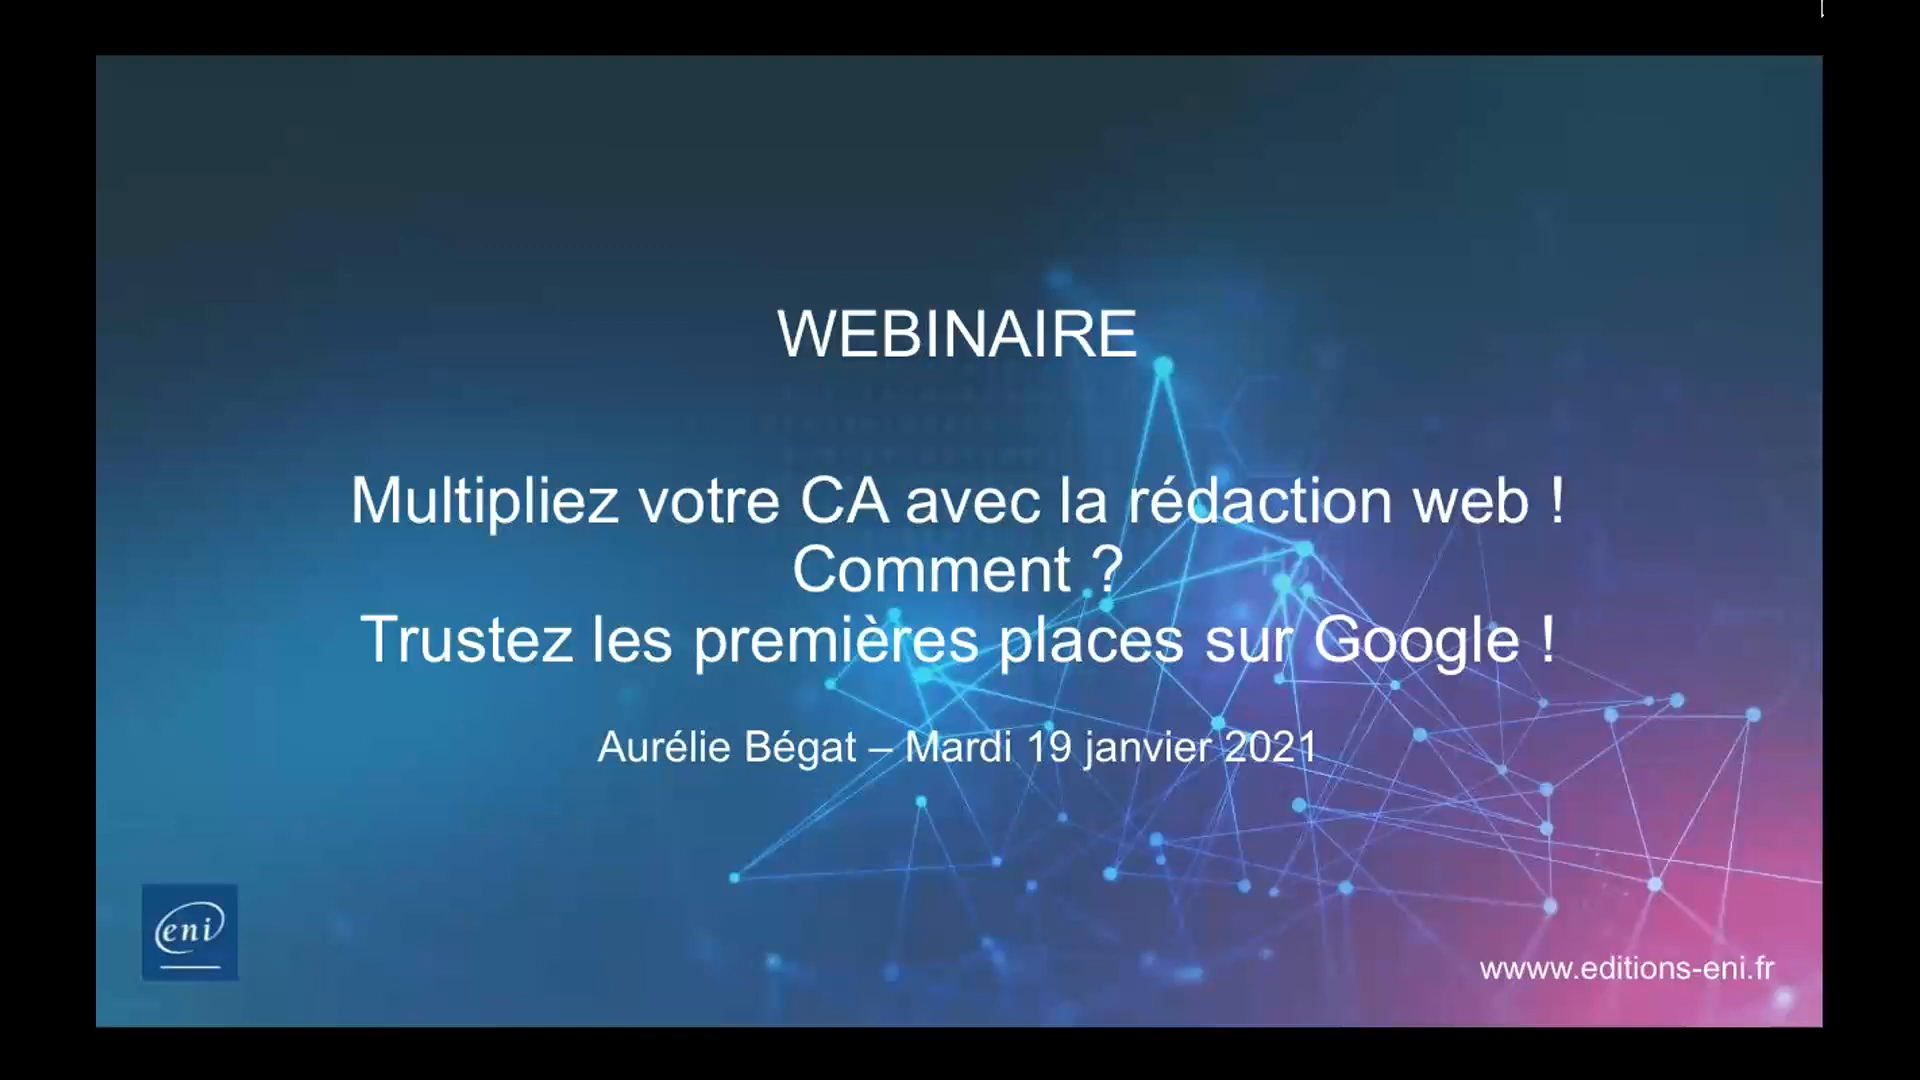 WEBINAIRE
Multipliez votre CA avec la rédaction web !
Comment ?
Trustez les premières places sur Google !
Aurélie Bégat – Mardi 19 janvier 2021
eni
wwww.editions-eni.fr